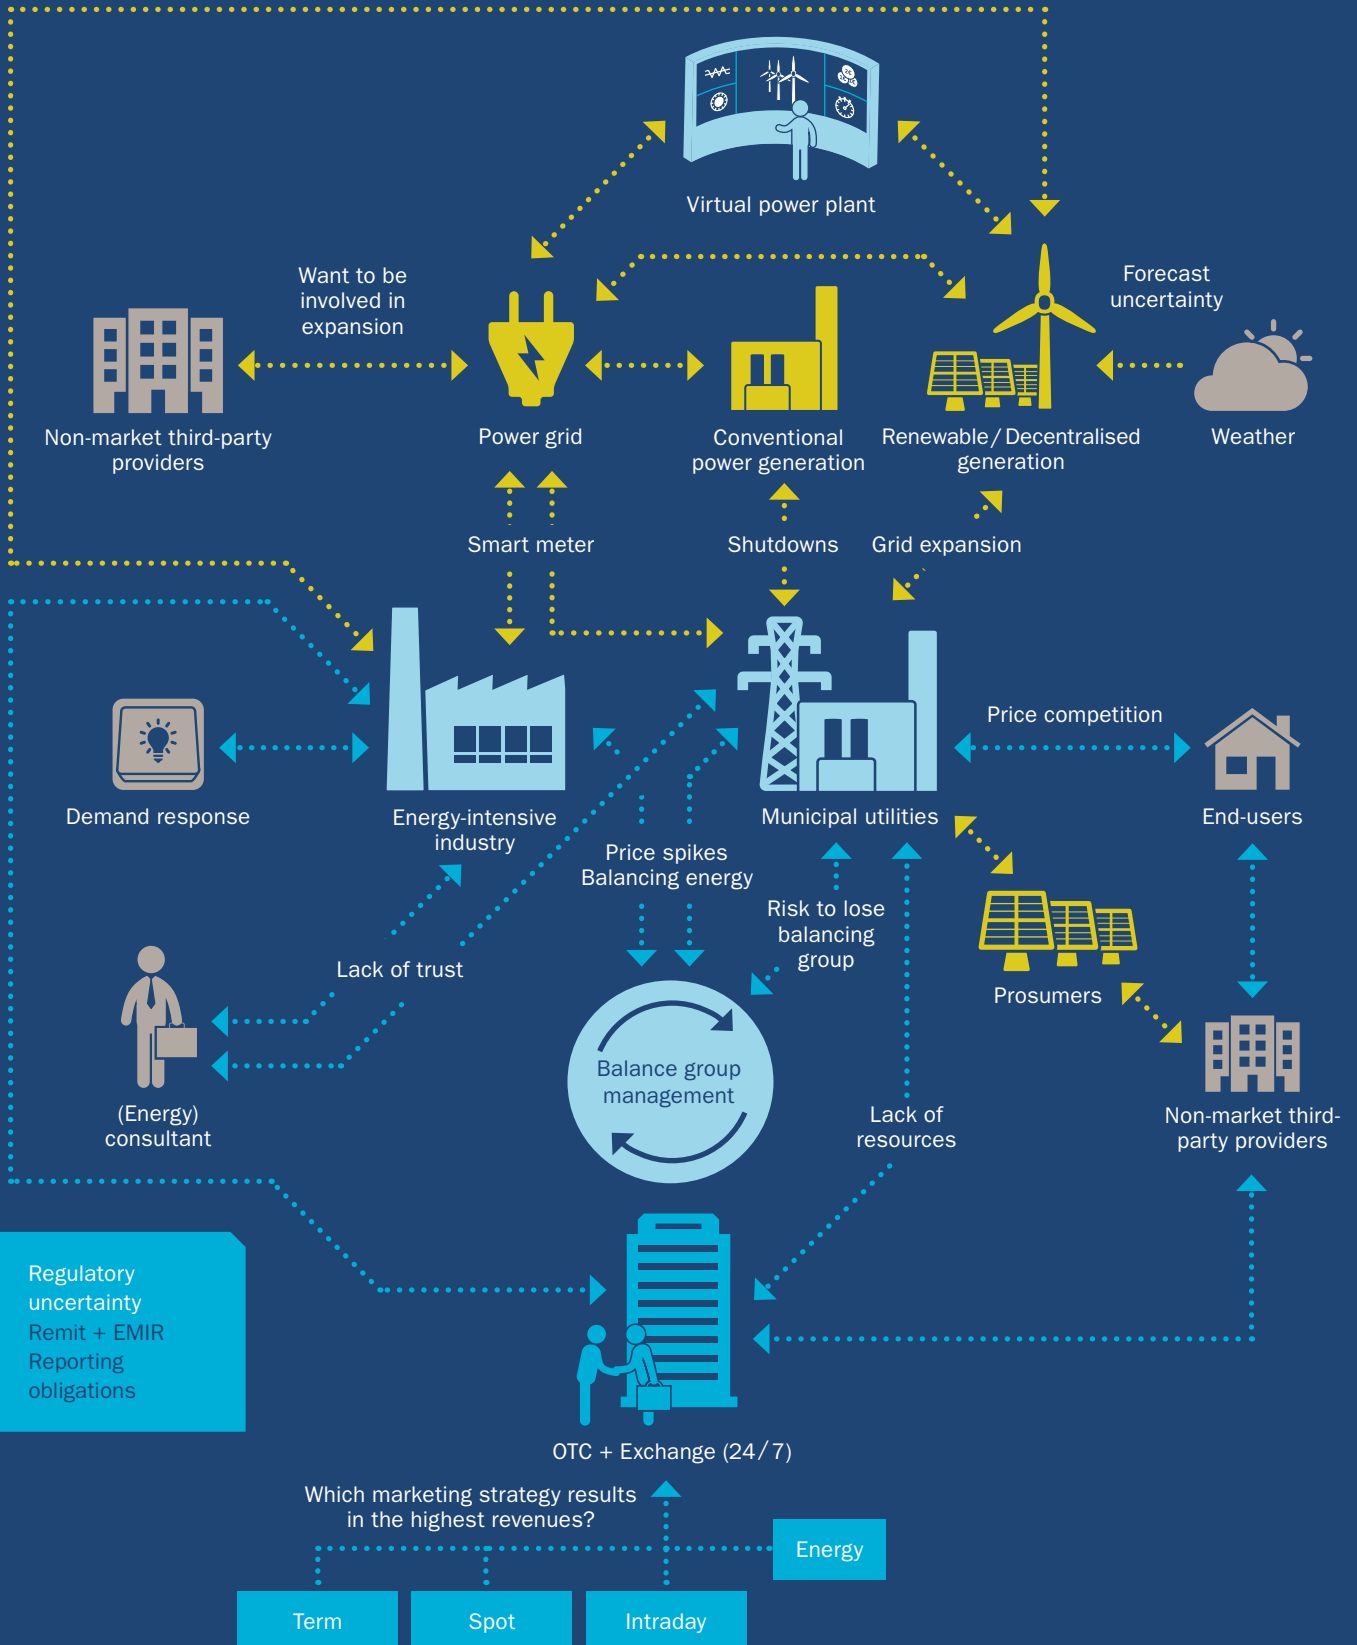 Virtual power plant
Want to be
involved in
expansion
Forecast
uncertainty
Non-market third-party
providers
Power grid
Conventional
power generation
Renewable / Decentralised
generation
Weather
Smart meter
Shutdowns
Grid expansion
Price competition
Demand response
Energy-intensive
industry
Municipal utilities
End-users
Price spikes
Balancing energy
Risk to lose
balancing
group
Lack of trust
Prosumers
Balance group
management
(Energy)
consultant
Lack of
resources
Non-market third-
party providers
Regulatory
uncertainty
Remit + EMIR
Reporting
obligations
OTC + Exchange (24 / 7)
Which marketing strategy results
in the highest revenues?
Energy
Term
Spot
Intraday